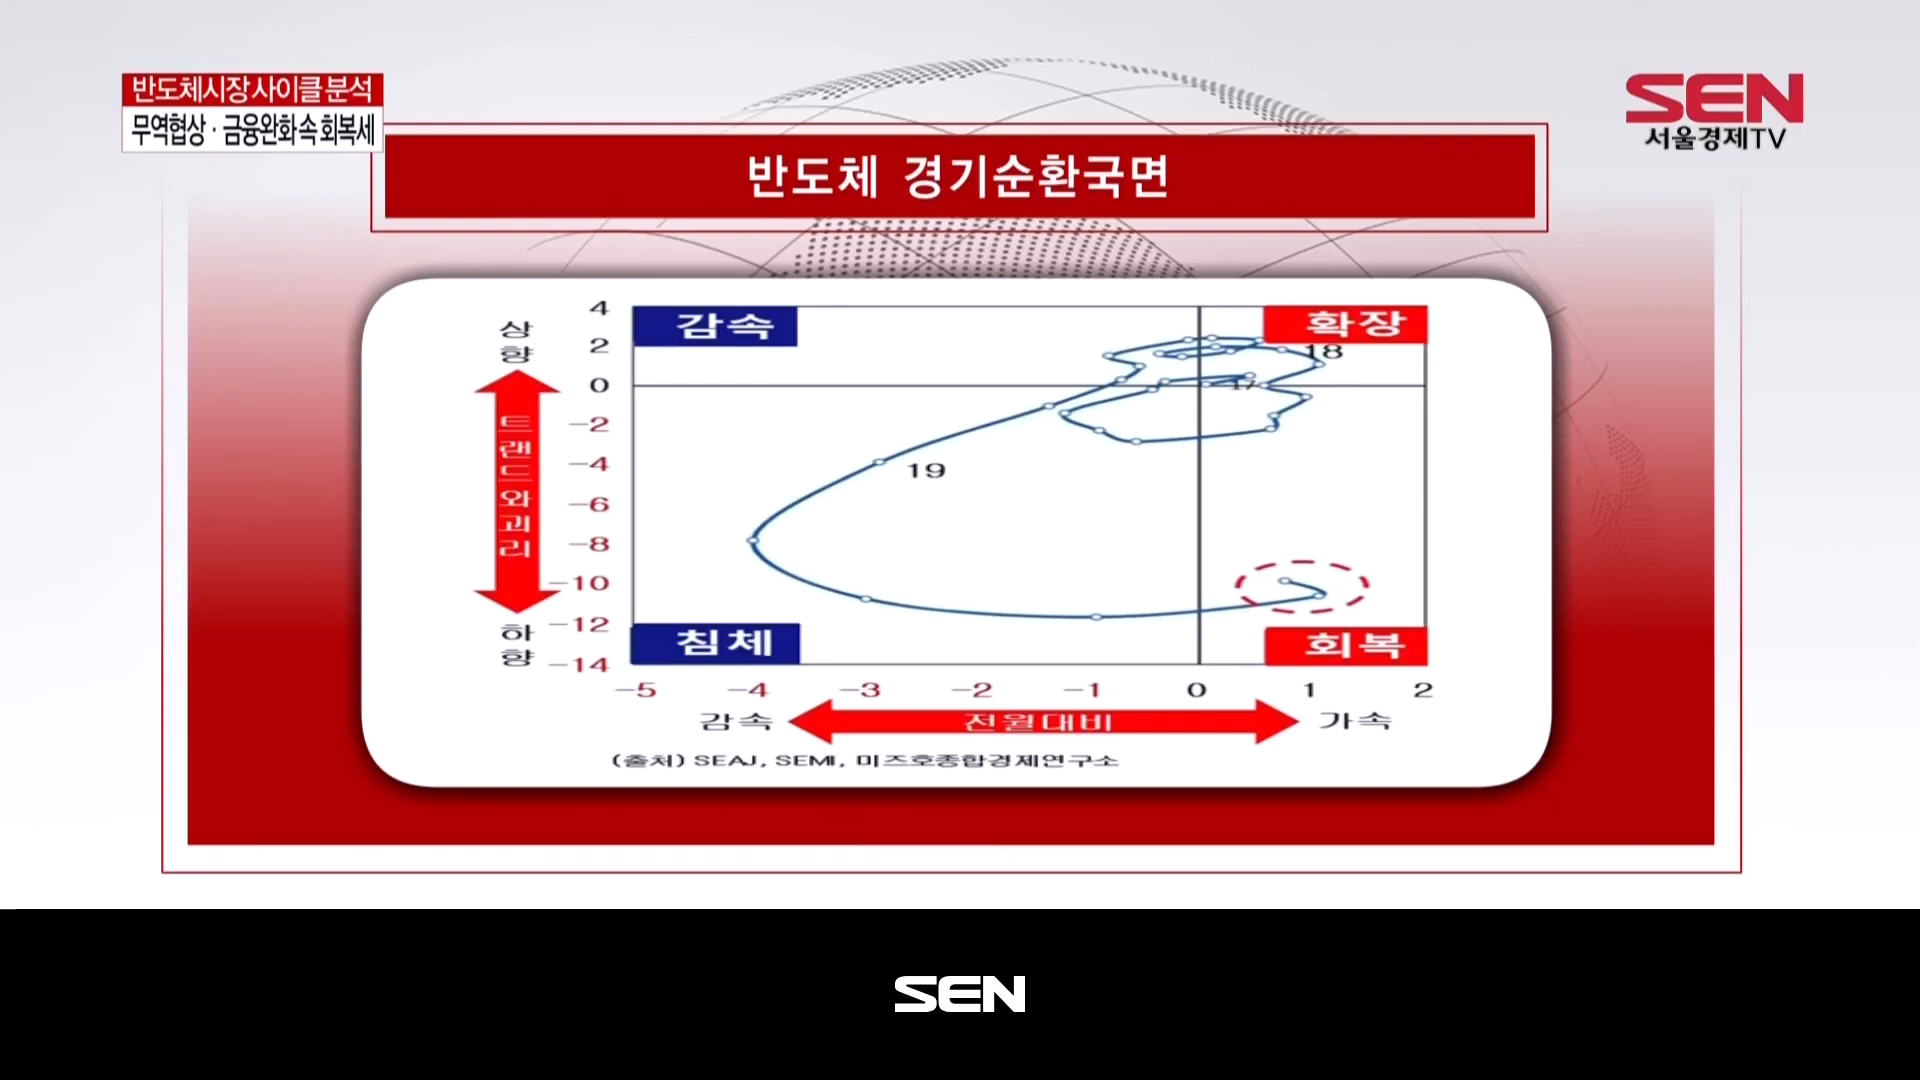 반도체시장 사이클 분석
무역협상·금융완화 속 회복세
SEN
서울경제TV
반도체 경기순환국면
상향
트랜드와괴리
하향
4
2
0
-2
-4
-6
-8
-10
-12
-14
감속
확장
18
17
19
침체
회복
-5 -4 -3 -2 -1 0 1 2
감속 전월대비 가속
(출처) SEAJ, SEMI, 미즈호종합경제연구소
SEN